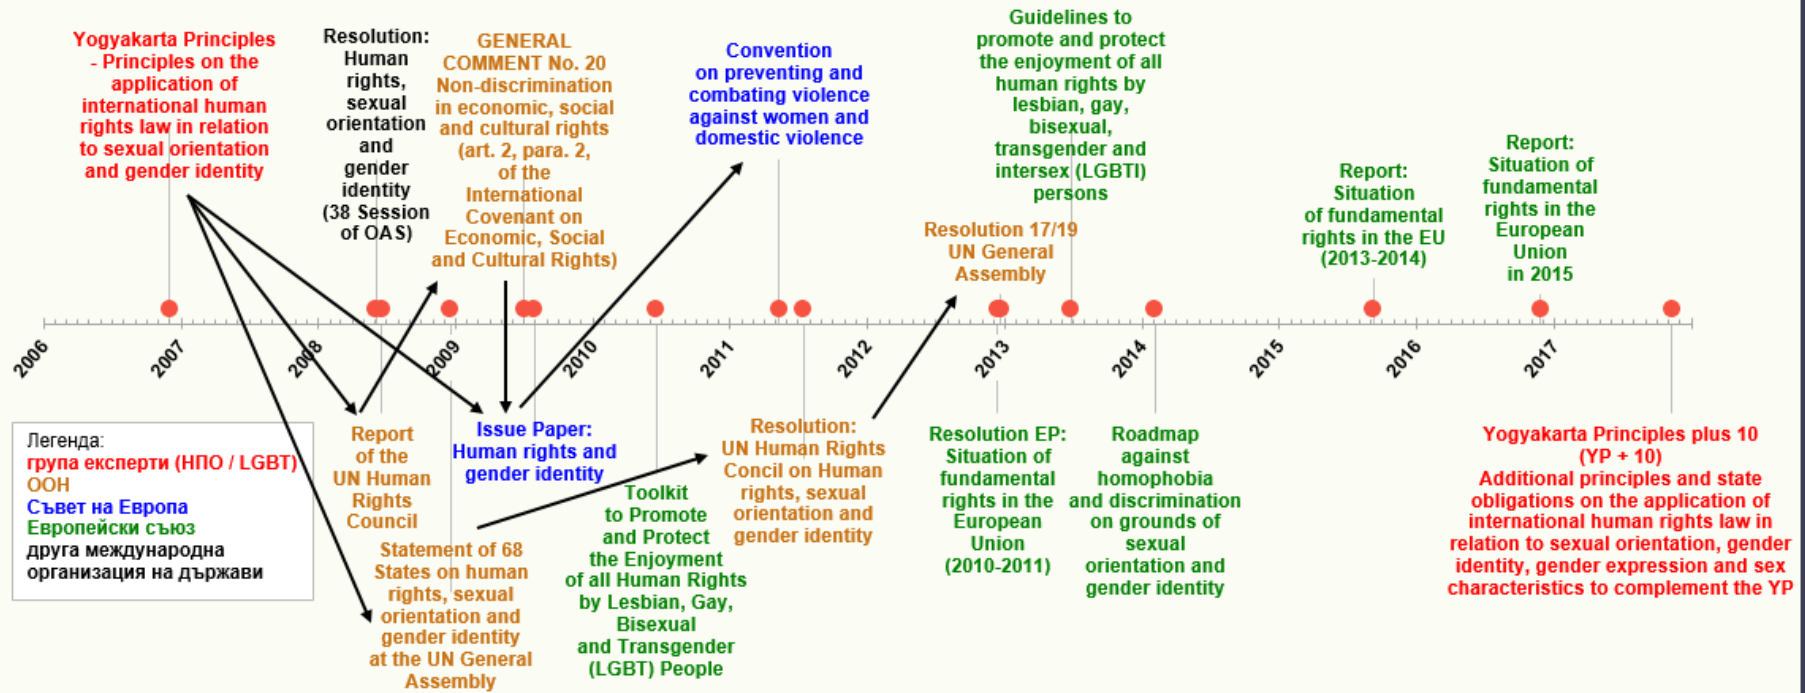 Yogyakarta Principles
- Principles on the
application of
international human
rights law in relation
to sexual orientation
and gender identity
Resolution:
Human
rights,
sexual
orientation
and
gender
identity
(38 Session
of OAS)
GENERAL
COMMENT No. 20
Non-discrimination
in economic, social
and cultural rights
(art. 2, para. 2,
of the
International
Covenant on
Economic, Social
and Cultural Rights)
Convention
on preventing and
combating violence
against women and
domestic violence
Guidelines to
promote and protect
the enjoyment of all
human rights by
lesbian, gay,
bisexual,
transgender and
intersex (LGBTI)
persons
Resolution 17/19
UN General
Assembly
Report:
Situation
of fundamental
rights in the EU
(2013-2014)
Report:
Situation of
fundamental
rights in the
European
Union
in 2015
2006
2007
2008
2009
2010
2011
2012
2013
2014
2015
2016
2017
Легенда:
група експерти (НПО / LGBT)
ООН
Съвет на Европа
Европейски съюз
друга международна
организация на държави
Report
of the
UN Human
Rights
Council
Statement of 68
States on human
rights, sexual
orientation and
gender identity
at the UN General
Assembly
Issue Paper:
Human rights and
gender identity
Toolkit
to Promote
and Protect
the Enjoyment
of all Human Rights
by Lesbian, Gay,
Bisexual
and Transgender
(LGBT) People
Resolution:
UN Human Rights
Concil on Human
rights, sexual
orientation and
gender identity
Resolution EP:
Situation of
fundamental
rights in the
European
Union
(2010-2011)
Roadmap
against
homophobia
and discrimination
on grounds of
sexual
orientation and
gender identity
Yogyakarta Principles plus 10
(YP + 10)
Additional principles and state
obligations on the application of
international human rights law in
relation to sexual orientation, gender
identity, gender expression and sex
characteristics to complement the YP